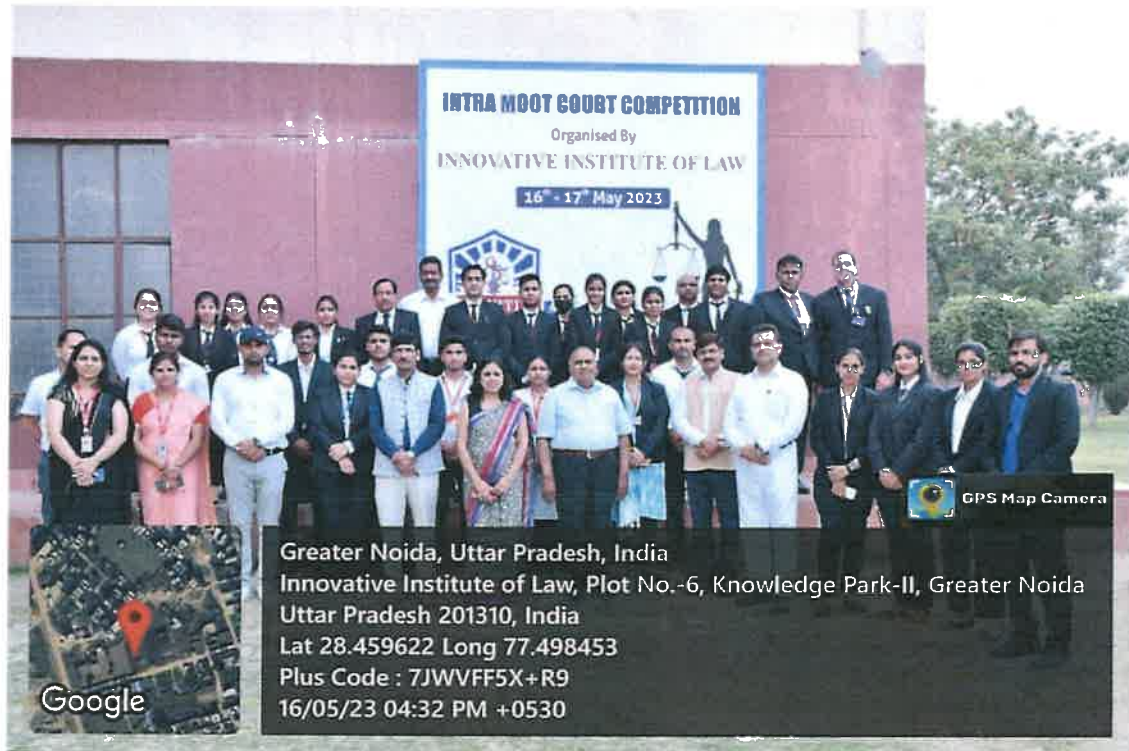 INTRA MOOT COURT COMPETITION
Organised By
INNOVATIVE INSTITUTE OF LAW
16th - 17th May 2023
GPS Map Camera
Greater Noida, Uttar Pradesh, India
Innovative Institute of Law, Plot No.-6, Knowledge Park-II, Greater Noida
Uttar Pradesh 201310, India
Lat 28.459622 Long 77.498453
Plus Code : 7JWVFF5X+R9
16/05/23 04:32 PM +0530
Google